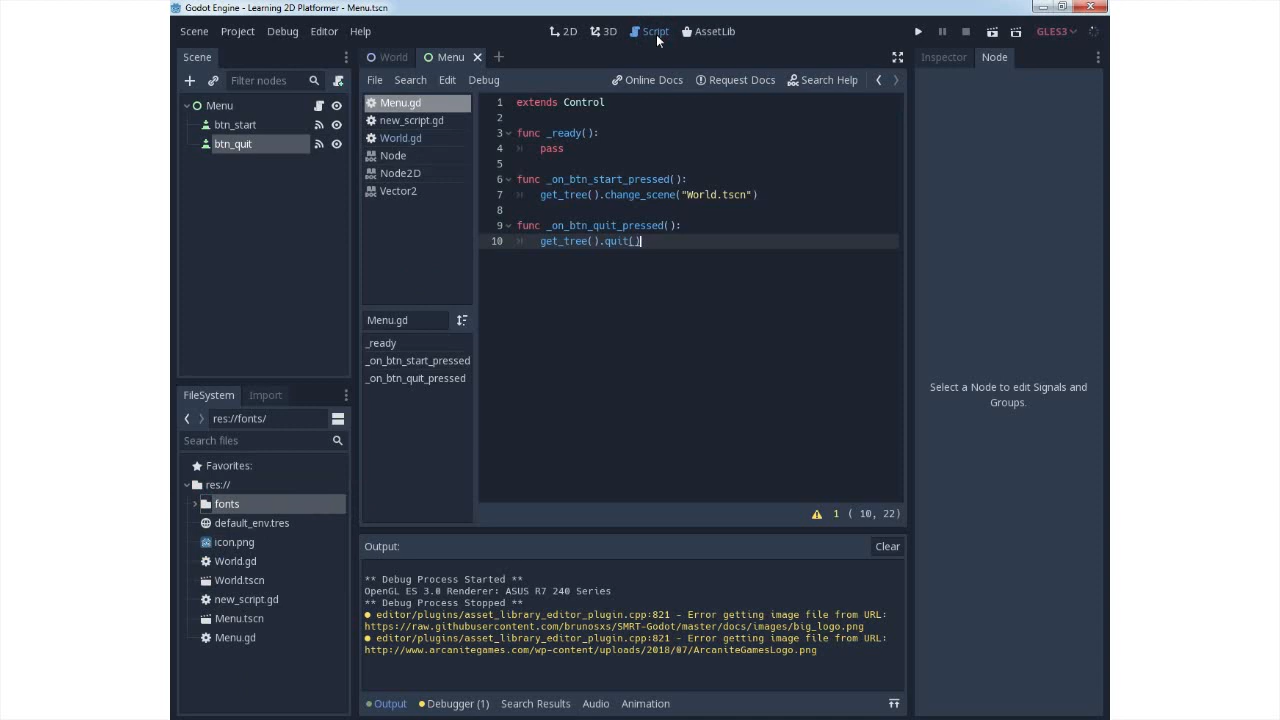 Godot Engine - Learning 2D Platformer - Menu.tscn
Scene Project Debug Editor Help 2D 3D Script AssetLib GLES3
Scene
Filter nodes
Menu
btn_start
btn_quit
FileSystem Import
res://fonts/
Search files
Favorites:
res://
fonts
default_env.tres
icon.png
World.gd
World.tscn
new_script.gd
Menu.tscn
Menu.gd
World Menu
File Search Edit Debug Online Docs Request Docs Search Help
Menu.gd
new_script.gd
World.gd
Node
Node2D
Vector2
Menu.gd
_ready
_on_btn_start_pressed
_on_btn_quit_pressed
1 extends Control
2
3 func _ready():
4 pass
5
6 func _on_btn_start_pressed():
7 get_tree().change_scene("World.tscn")
8
9 func _on_btn_quit_pressed():
10 get_tree().quit()
1 ( 10, 22)
Output: Clear
** Debug Process Started **
OpenGL ES 3.0 Renderer: ASUS R7 240 Series
** Debug Process Stopped **
editor/plugins/asset_library_editor_plugin.cpp:821 - Error getting image file from URL:
https://raw.githubusercontent.com/brunosxs/SMRT-Godot/master/docs/images/big_logo.png
editor/plugins/asset_library_editor_plugin.cpp:821 - Error getting image file from URL:
http://www.arcanitegames.com/wp-content/uploads/2018/07/ArcaniteGamesLogo.png
Output Debugger (1) Search Results Audio Animation
Inspector Node
Select a Node to edit Signals and
Groups.